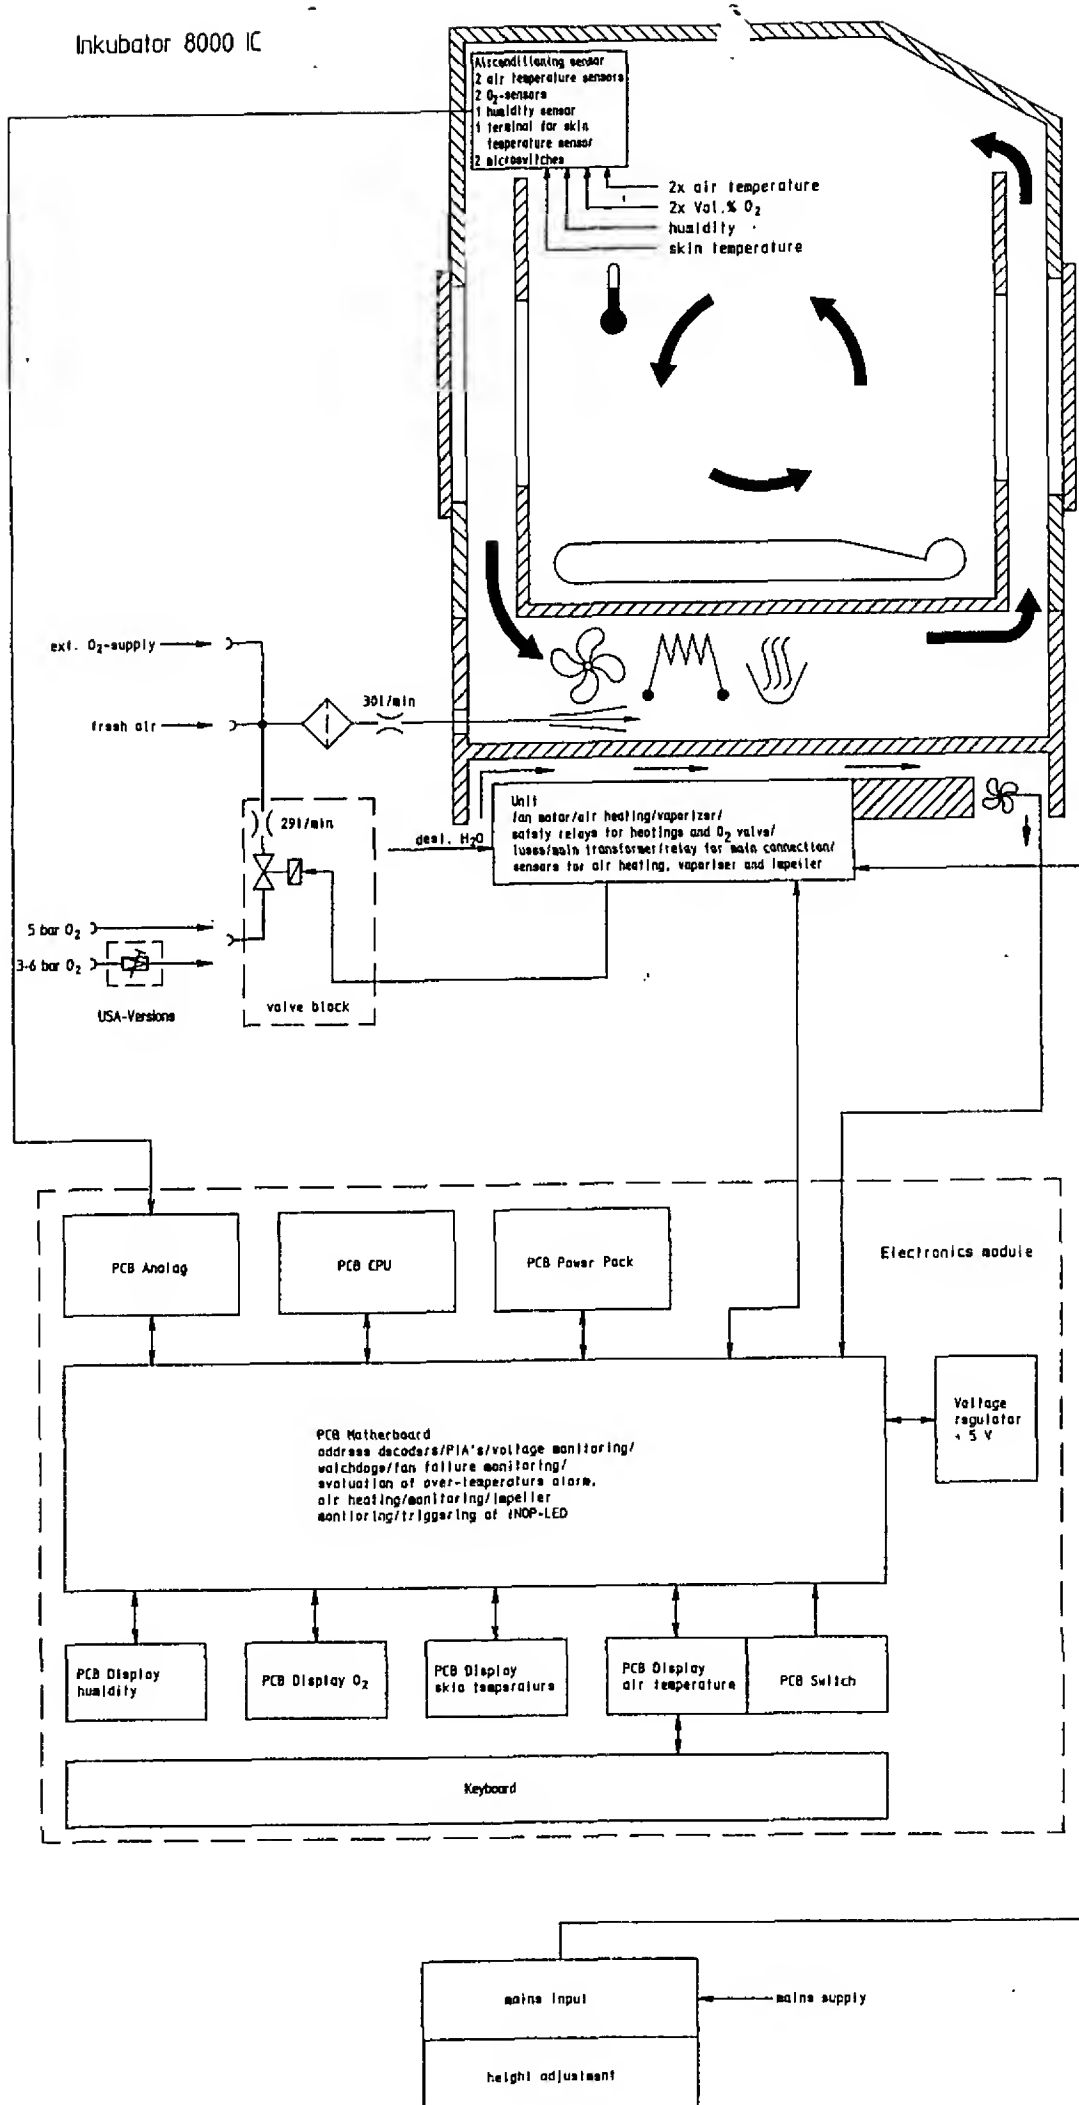 Inkubator 8000 IC
Airconditioning sensor
2 air temperature sensors
2 O₂-sensors
1 humidity sensor
1 terminal for skin
temperature sensor
2 microswitches
2x air temperature
2x Vol.% O₂
humidity
skin temperature
ext. O₂-supply
fresh air
30l/min
29l/min
dest. H₂O
Unit
fan motor/air heating/vaporizer/
safety relays for heatings and O₂ valve/
fuses/main transformer/relay for main connection/
sensors for air heating, vaporiser and impeller
5 bar O₂
3-6 bar O₂
USA-Versions
valve block
Electronics module
PCB Analog
PCB CPU
PCB Power Pack
PCB Motherboard
address decoders/PIA's/voltage monitoring/
watchdogs/fan failure monitoring/
evaluation of over-temperature alarm,
air heating/monitoring/impeller
monitoring/triggering of INOP-LED
Voltage
regulator
+ 5 V
PCB Display
humidity
PCB Display O₂
PCB Display
skin temperature
PCB Display
air temperature
PCB Switch
Keyboard
mains input
mains supply
height adjustment